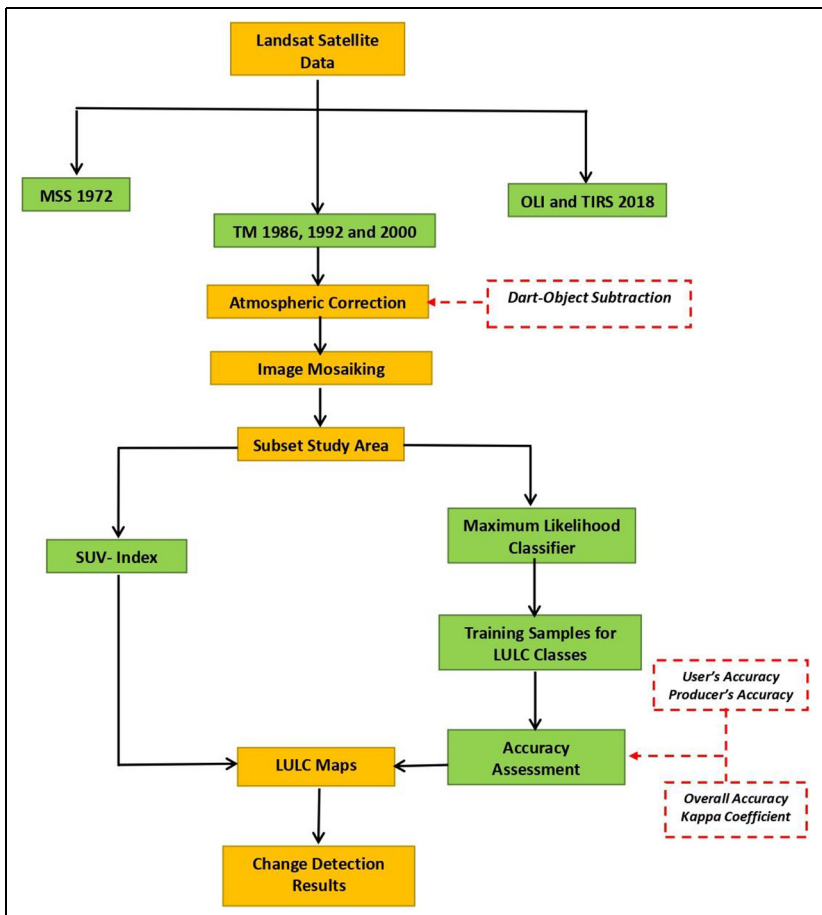 Landsat Satellite
Data
MSS 1972
OLI and TIRS 2018
TM 1986, 1992 and 2000
Atmospheric Correction
Dart-Object Subtraction
Image Mosaiking
Subset Study Area
SUV- Index
Maximum Likelihood
Classifier
Training Samples for
LULC Classes
User's Accuracy
Producer's Accuracy
Accuracy
Assessment
LULC Maps
Overall Accuracy
Kappa Coefficient
Change Detection
Results